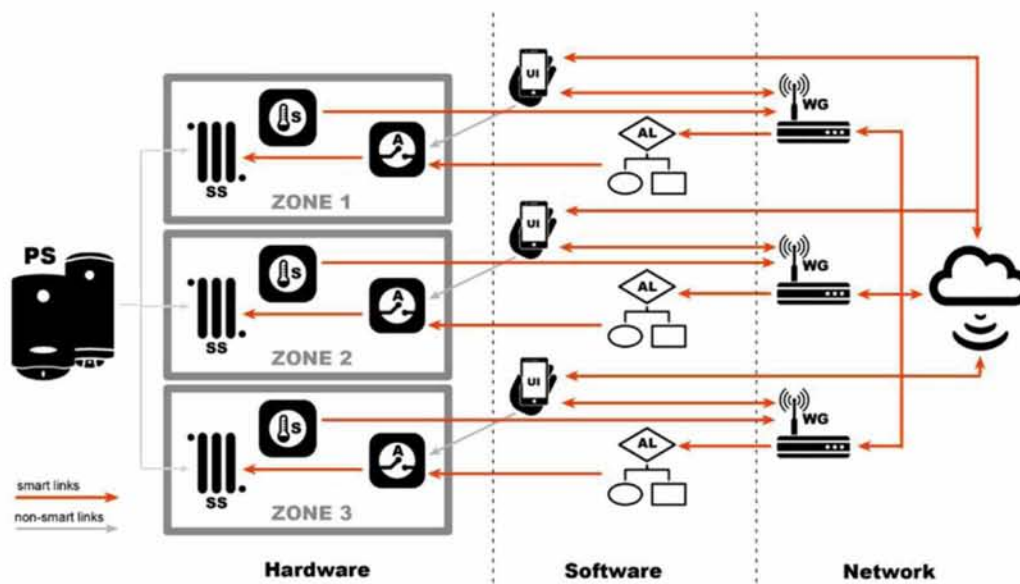 UI
WG
S
A
AL
SS
ZONE 1
UI
WG
PS
S
A
AL
SS
ZONE 2
UI
WG
S
A
AL
SS
ZONE 3
smart links
non-smart links
Hardware
Software
Network